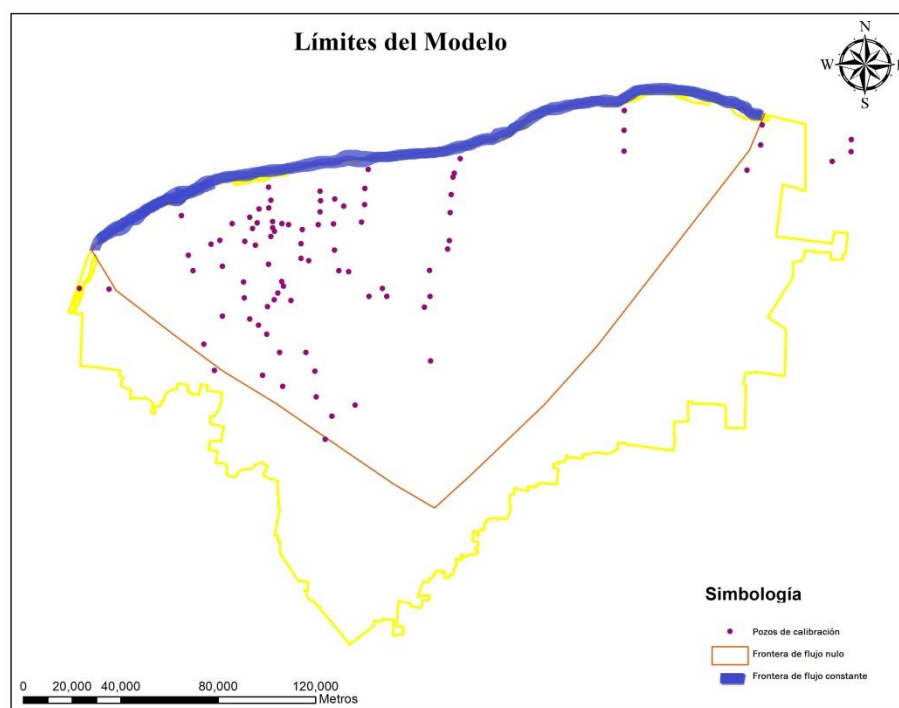 Límites del Modelo
N
W
E
S
Simbología
Pozos de calibración
Frontera de flujo nulo
Frontera de flujo constante
0 20,000 40,000 80,000 120,000
Metros